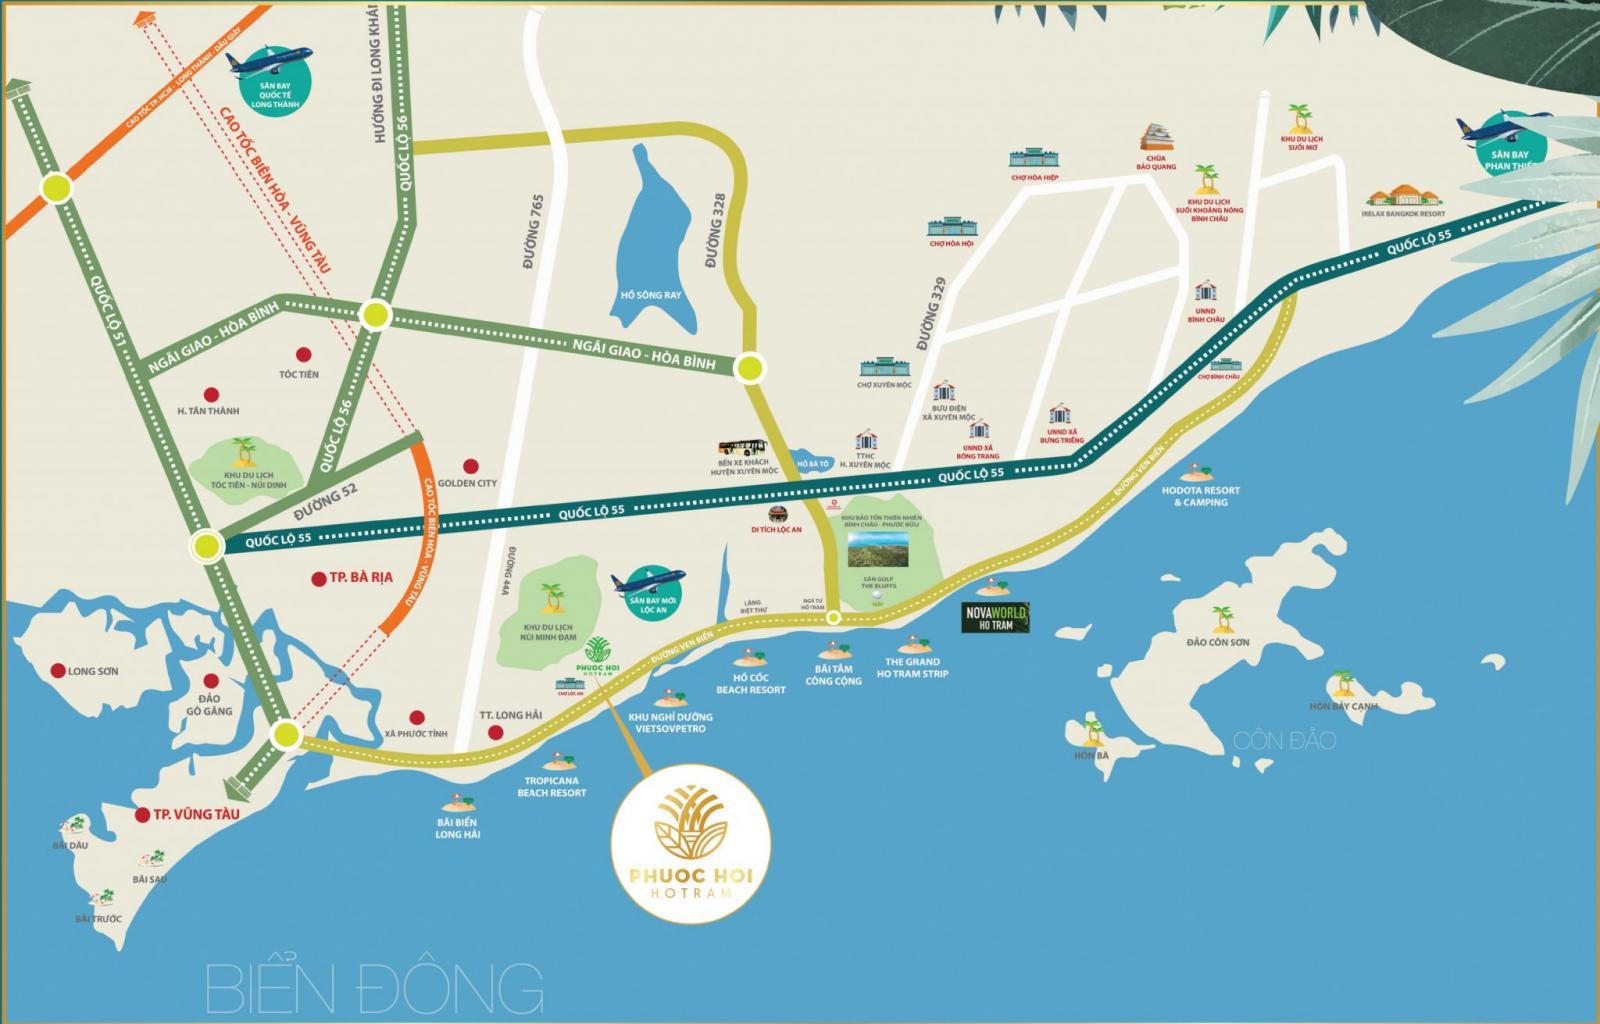 CAO TỐC TP. HCM - LONG THÀNH - DẦU GIÂY
SÂN BAY
QUỐC TẾ
LONG THÀNH
HƯỚNG ĐI LONG KHÁNH
QUỐC LỘ 56
CAO TỐC BIÊN HÒA - VŨNG TÀU
ĐƯỜNG 765
ĐƯỜNG 328
HỒ SÔNG RAY
CHỢ HÒA HIỆP
CHÙA
BẢO QUANG
KHU DU LỊCH
SUỐI MƠ
SÂN BAY
KHU DU LỊCH
SUỐI KHOÁNG NÓNG
BÌNH CHÂU
IRELAX BANGKOK RESORT
CHỢ HÒA HỘI
QUỐC LỘ 55
QUỐC LỘ 51
NGÃI GIAO - HÒA BÌNH
NGÃI GIAO - HÒA BÌNH
ĐƯỜNG 329
UNND
BÌNH CHÂU
TÓC TIÊN
H. TÂN THÀNH
QUỐC LỘ 56
CHỢ XUYÊN MỘC
BƯU ĐIỆN
XÃ XUYÊN MỘC
CHỢ BÌNH CHÂU
UNND XÃ
BƯNG TRIỀNG
UNND XÃ
BÔNG TRANG
TTHC
H. XUYÊN MỘC
BẾN XE KHÁCH
HUYỆN XUYÊN MỘC
HỒ BÀ TÔ
KHU DU LỊCH
TÓC TIÊN - NÚI DINH
GOLDEN CITY
ĐƯỜNG 52
CAO TỐC BIÊN HÒA - VŨNG TÀU
QUỐC LỘ 55
QUỐC LỘ 55
QUỐC LỘ 55
ĐƯỜNG VEN BIỂN
HODOTA RESORT
& CAMPING
DI TÍCH LỘC AN
KHU BẢO TỒN THIÊN NHIÊN
BÌNH CHÂU - PHƯỚC BỬU
SÂN GOLF
THE BLUFFS
ĐƯỜNG 44A
TP. BÀ RỊA
SÂN BAY MỚI
LỘC AN
LÀNG
BIỆT THỰ
NGÃ TƯ
HỒ TRÀM
NOVAWORLD
HO TRAM
KHU DU LỊCH
NÚI MINH ĐẠM
ĐƯỜNG VEN BIỂN
PHUOC HOI
HOTRAM
CHỢ LỘC AN
HỒ CỐC
BEACH RESORT
BÃI TẮM
CÔNG CỘNG
THE GRAND
HO TRAM STRIP
ĐẢO CÔN SƠN
LONG SƠN
ĐẢO
GÒ GĂNG
XÃ PHƯỚC TỈNH
TT. LONG HẢI
KHU NGHỈ DƯỠNG
VIETSOVPETRO
HÒN BẢY CẠNH
CÔN ĐẢO
HÒN BÀ
TROPICANA
BEACH RESORT
BÃI BIỂN
LONG HẢI
TP. VŨNG TÀU
BÃI DÂU
BÃI SAU
BÃI TRƯỚC
PHUOC HOI
HOTRAM
BIỂN ĐÔNG